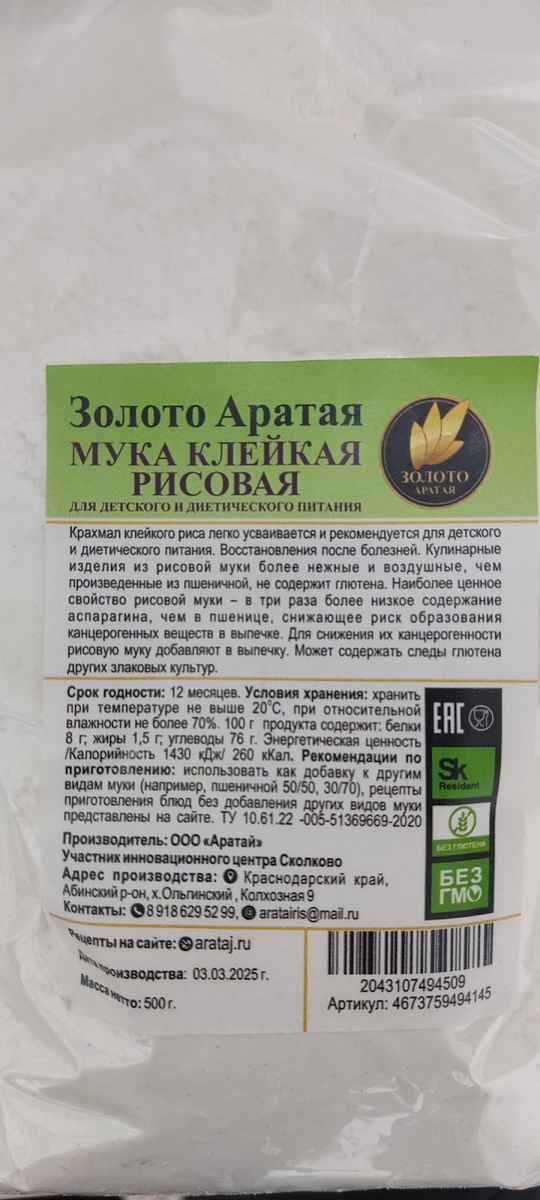 Золото Аратая
МУКА КЛЕЙКАЯ
РИСОВАЯ
ДЛЯ ДЕТСКОГО И ДИЕТИЧЕСКОГО ПИТАНИЯ
ЗОЛОТО
АРАТАЯ
Крахмал клейкого риса легко усваивается и рекомендуется для детского
и диетического питания. Восстановления после болезней. Кулинарные
изделия из рисовой муки более нежные и воздушные, чем
произведенные из пшеничной, не содержит глютена. Наиболее ценное
свойство рисовой муки – в три раза более низкое содержание
аспарагина, чем в пшенице, снижающее риск образования
канцерогенных веществ в выпечке. Для снижения их канцерогенности
рисовую муку добавляют в выпечку. Может содержать следы глютена
других злаковых культур.
Срок годности: 12 месяцев. Условия хранения: хранить
при температуре не выше 20°С, при относительной
влажности не более 70%. 100 г продукта содержит: белки
8 г; жиры 1,5 г; углеводы 76 г. Энергетическая ценность
/Калорийность 1430 кДж/ 260 кКал. Рекомендации по
приготовлению: использовать как добавку к другим
видам муки (например, пшеничной 50/50, 30/70), рецепты
приготовления блюд без добавления других видов муки
представлены на сайте. ТУ 10.61.22 -005-51369669-2020
EAC
Sk
Resident
БЕЗ ГЛЮТЕНА
БЕЗ
ГМО
Производитель: ООО «Аратай»
Участник инновационного центра Сколково
Адрес производства: Краснодарский край,
Абинский р-он, х.Ольгинский , Колхозная 9
Контакты: 8 918 629 52 99, @ aratairis@mail.ru
Рецепты на сайте: arataj.ru
Дата производства: 03.03.2025 г.
Масса нетто: 500 г.
2043107494509
Артикул: 4673759494145